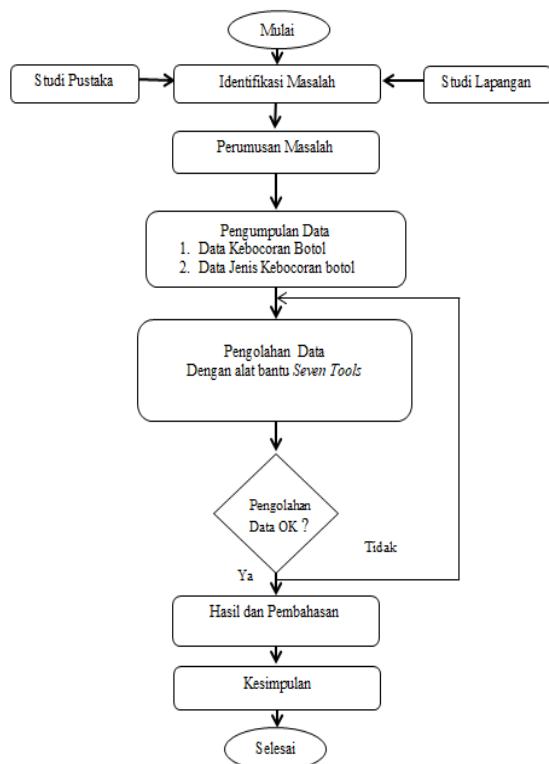 Mulai
Studi Pustaka
Identifikasi Masalah
Studi Lapangan
Perumusan Masalah
Pengumpulan Data
1. Data Kebocoran Botol
2. Data Jenis Kebocoran botol
Pengolahan Data
Dengan alat bantu Seven Tools
Pengolahan
Data OK ?
Tidak
Ya
Hasil dan Pembahasan
Kesimpulan
Selesai